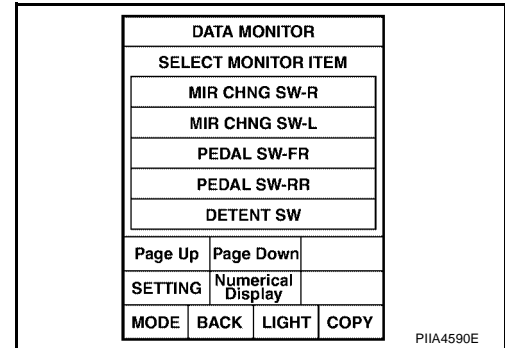 DATA MONITOR
SELECT MONITOR ITEM
MIR CHNG SW-R
MIR CHNG SW-L
PEDAL SW-FR
PEDAL SW-RR
DETENT SW
Page Up Page Down
SETTING Numerical Display
MODE BACK LIGHT COPY
PIIA4590E